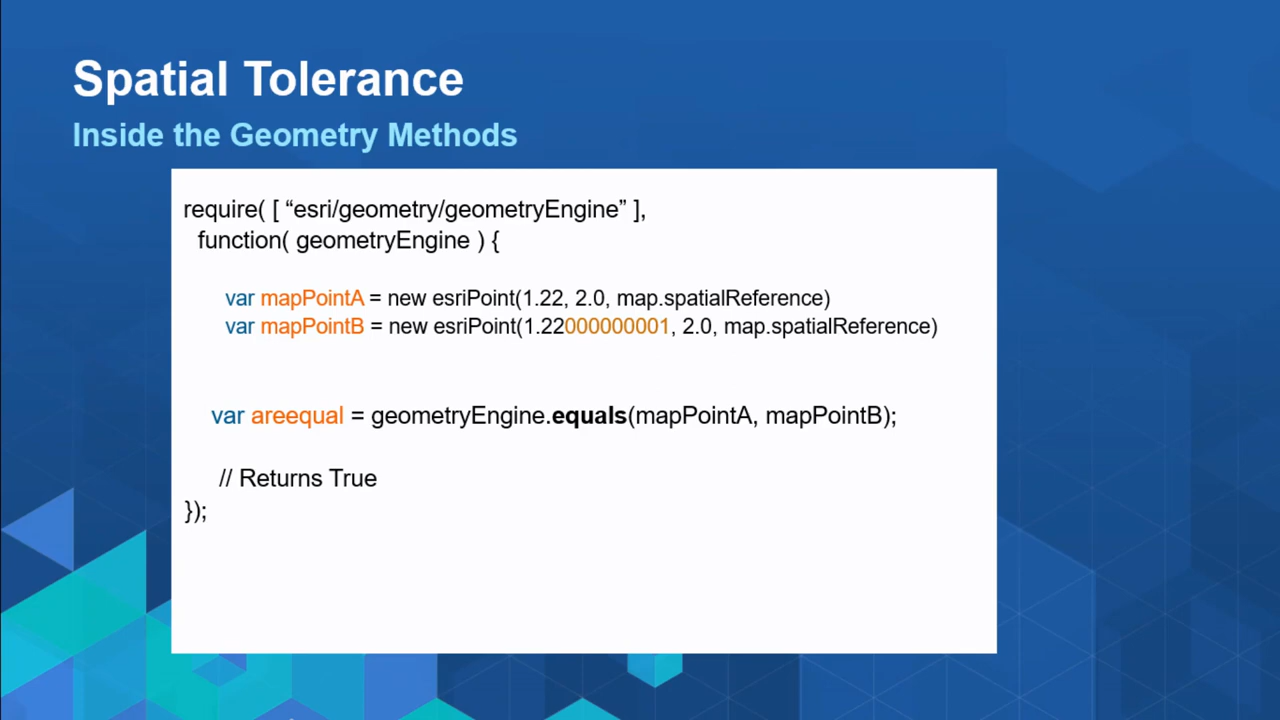 Spatial Tolerance
Inside the Geometry Methods
require( [ “esri/geometry/geometryEngine” ],
function( geometryEngine ) {
var mapPointA = new esriPoint(1.22, 2.0, map.spatialReference)
var mapPointB = new esriPoint(1.22000000001, 2.0, map.spatialReference)
var areequal = geometryEngine.equals(mapPointA, mapPointB);
// Returns True
});